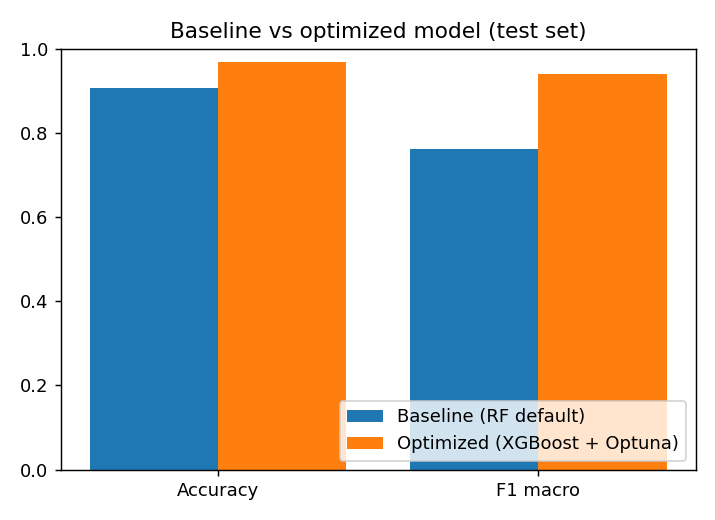 Baseline vs optimized model (test set)
1.0
0.8
0.6
0.4
0.2
0.0
Baseline (RF default)
Optimized (XGBoost + Optuna)
Accuracy
F1 macro